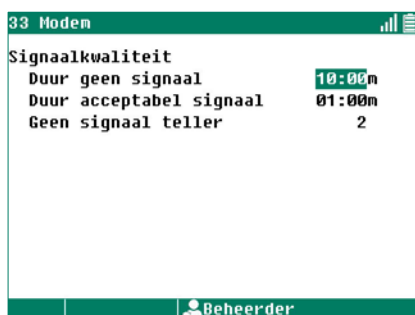 33 Modem
Signaalkwaliteit
Duur geen signaal 10:00m
Duur acceptabel signaal 01:00m
Geen signaal teller 2
Beheerder